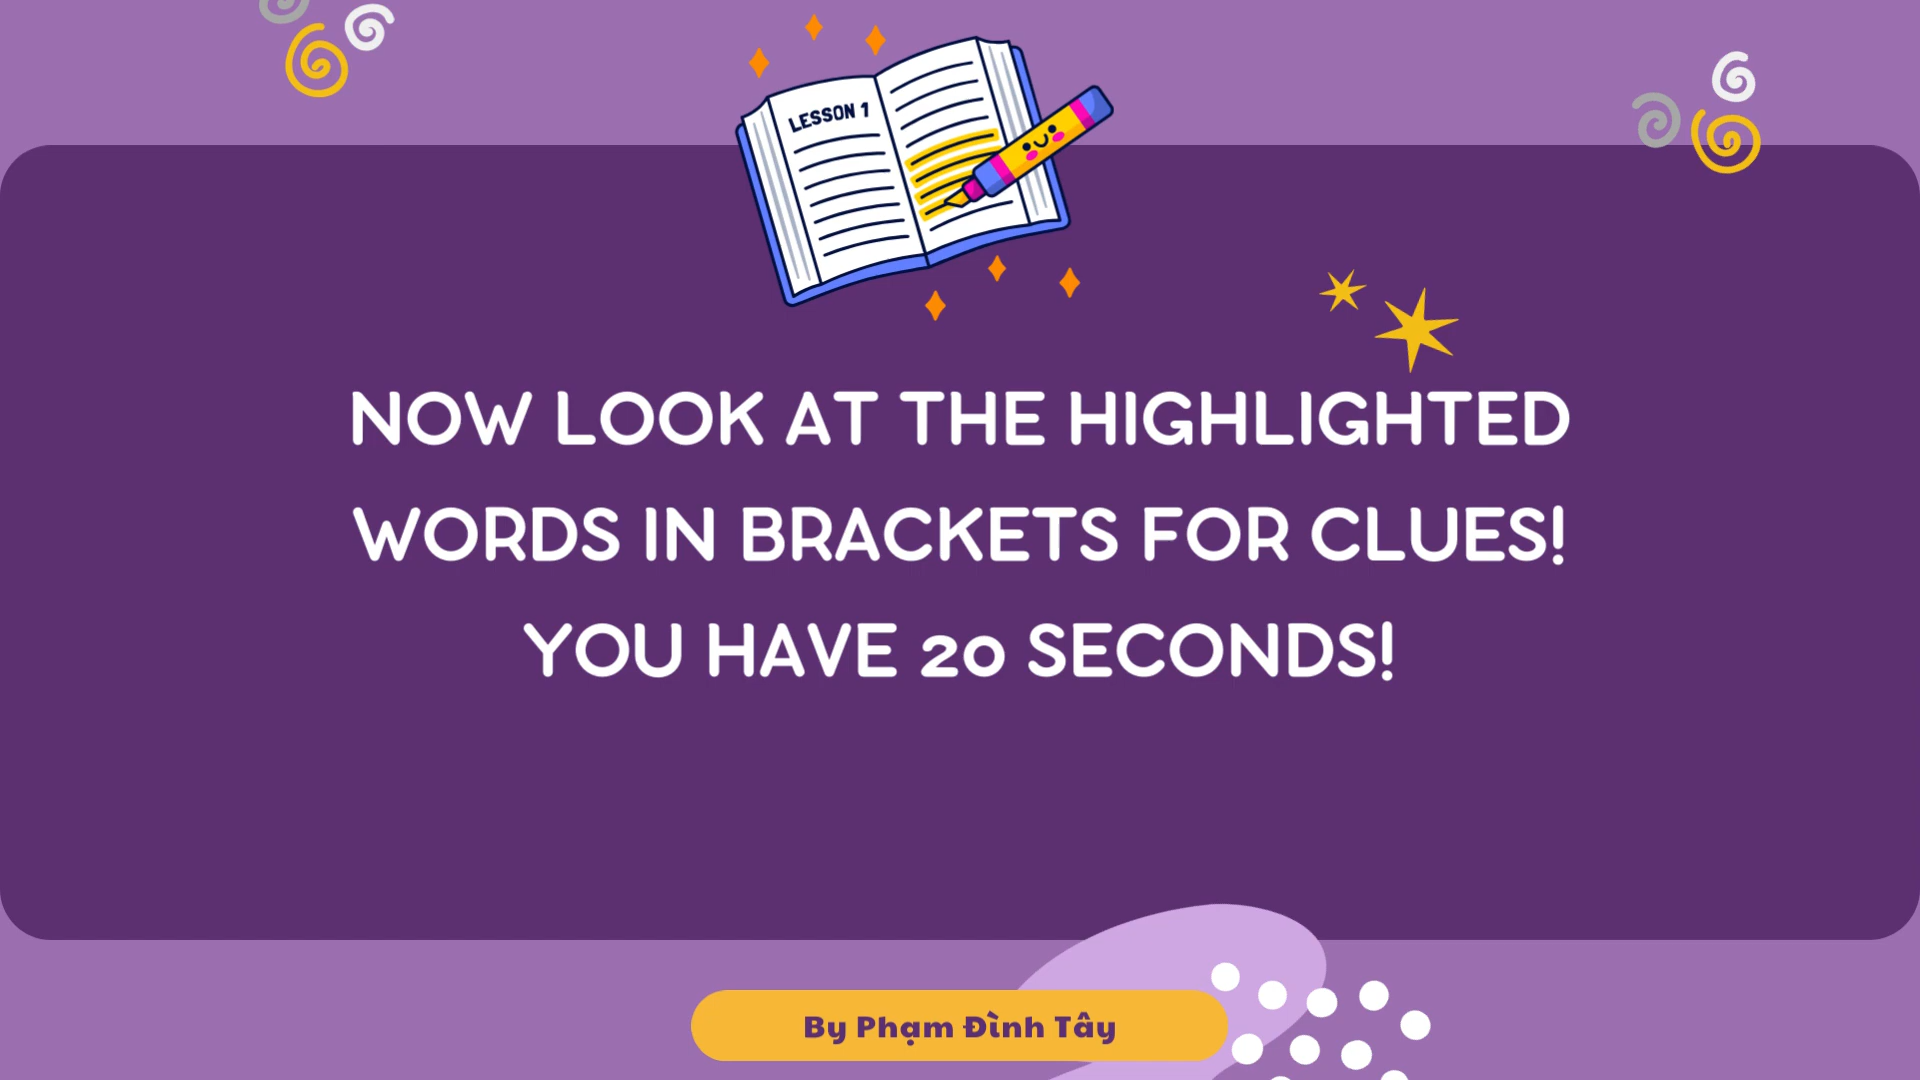 LESSON 1
NOW LOOK AT THE HIGHLIGHTED
WORDS IN BRACKETS FOR CLUES!
YOU HAVE 20 SECONDS!
By Phạm Đình Tây